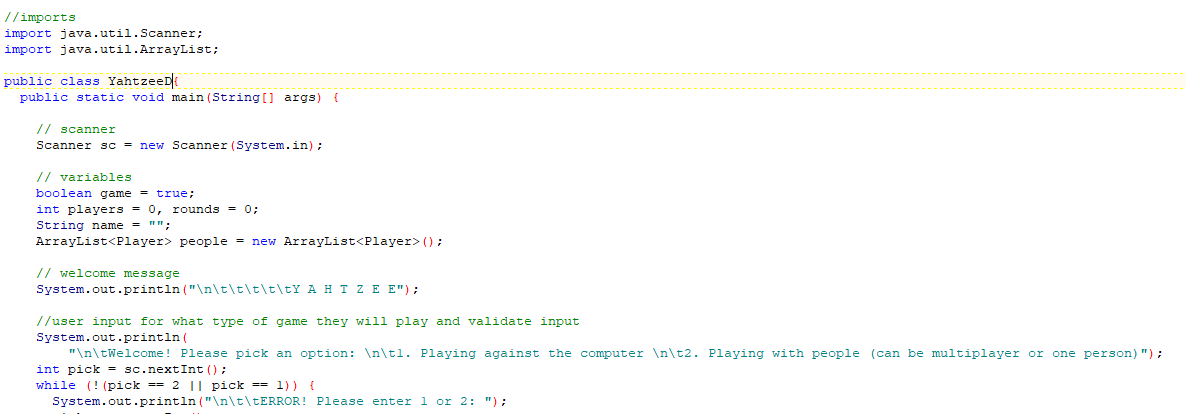 //imports
import java.util.Scanner;
import java.util.ArrayList;
public class YahtzeeD{
public static void main(String[] args) {
// scanner
Scanner sc = new Scanner(System.in);
// variables
boolean game = true;
int players = 0, rounds = 0;
String name = "";
ArrayList<Player> people = new ArrayList<Player>();
// welcome message
System.out.println("\n\t\t\t\t\tY A H T Z E E");
//user input for what type of game they will play and validate input
System.out.println(
"\n\tWelcome! Please pick an option: \n\t1. Playing against the computer \n\t2. Playing with people (can be multiplayer or one person)");
int pick = sc.nextInt();
while (!(pick == 2 || pick == 1)) {
System.out.println("\n\t\tERROR! Please enter 1 or 2: ");